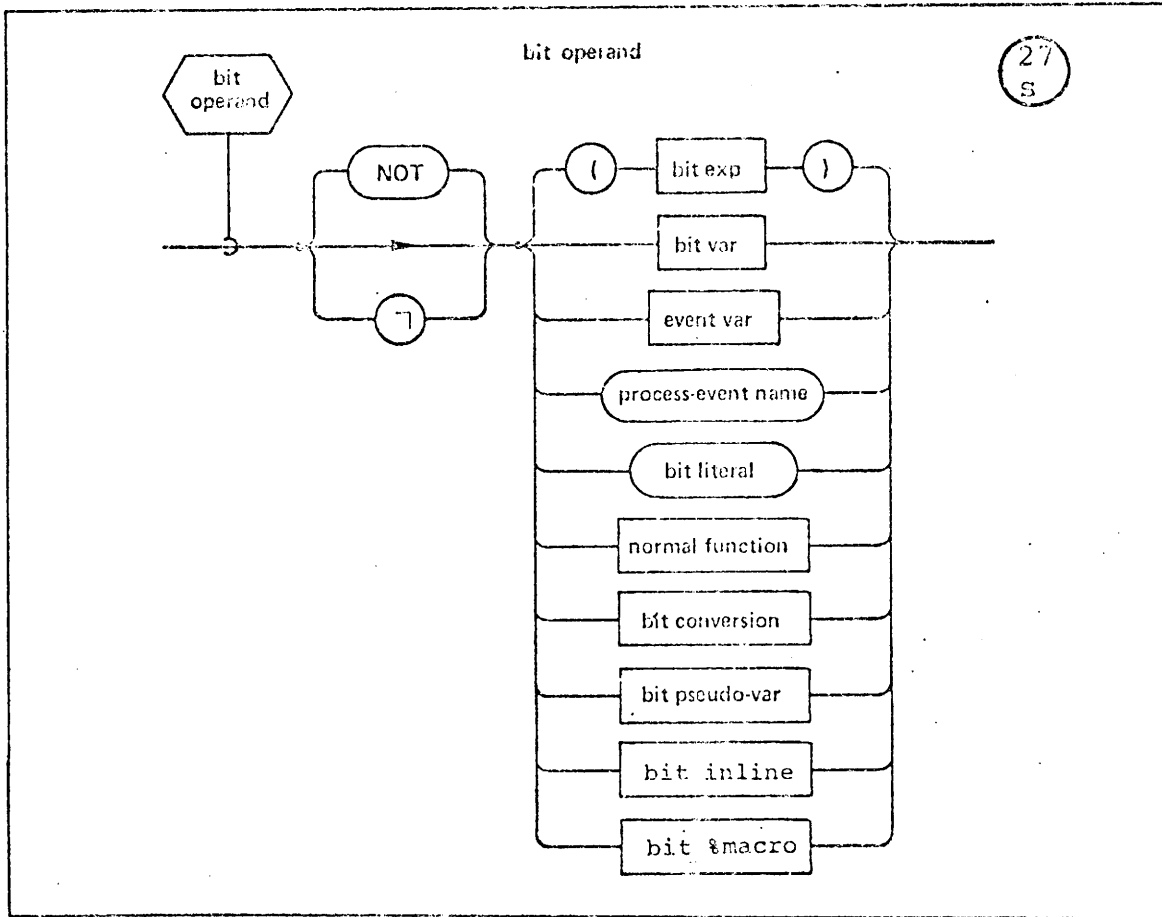 bit operand
27
S
bit
operand
NOT
( bit exp )
bit var
¬
event var
process-event name
bit literal
normal function
bit conversion
bit pseudo-var
bit inline
bit %macro